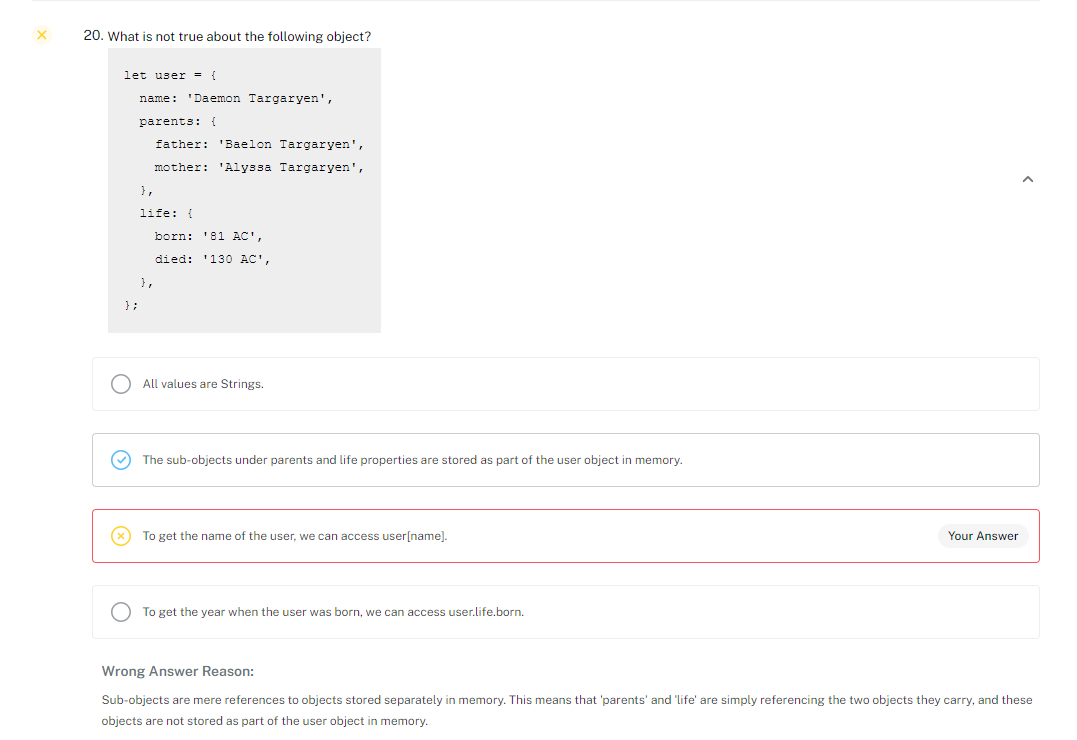 20. What is not true about the following object?
let user = {
name: 'Daemon Targaryen',
parents: {
father: 'Baelon Targaryen',
mother: 'Alyssa Targaryen',
},
life: {
born: '81 AC',
died: '130 AC',
},
};
All values are Strings.
The sub-objects under parents and life properties are stored as part of the user object in memory.
To get the name of the user, we can access user[name]. Your Answer
To get the year when the user was born, we can access user.life.born.
Wrong Answer Reason:
Sub-objects are mere references to objects stored separately in memory. This means that 'parents' and 'life' are simply referencing the two objects they carry, and these
objects are not stored as part of the user object in memory.